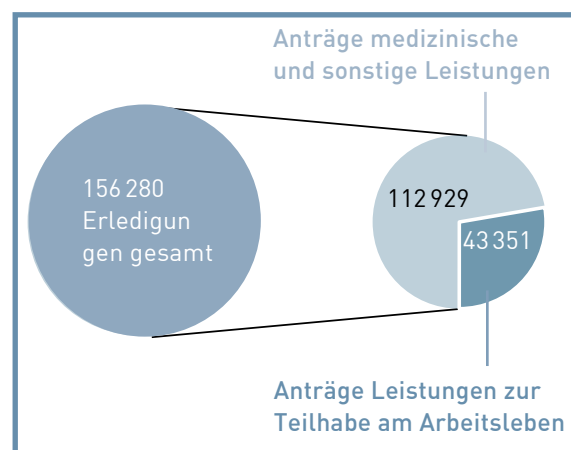 Anträge medizinische
und sonstige Leistungen
156 280
Erledigun
gen gesamt
112 929
43 351
Anträge Leistungen zur
Teilhabe am Arbeitsleben